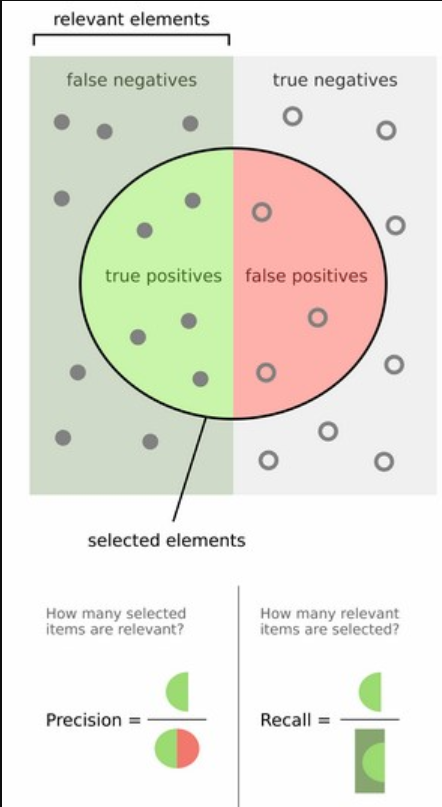 relevant elements
false negatives
true negatives
true positives
false positives
selected elements
How many selected
items are relevant?
How many relevant
items are selected?
Precision =
Recall =